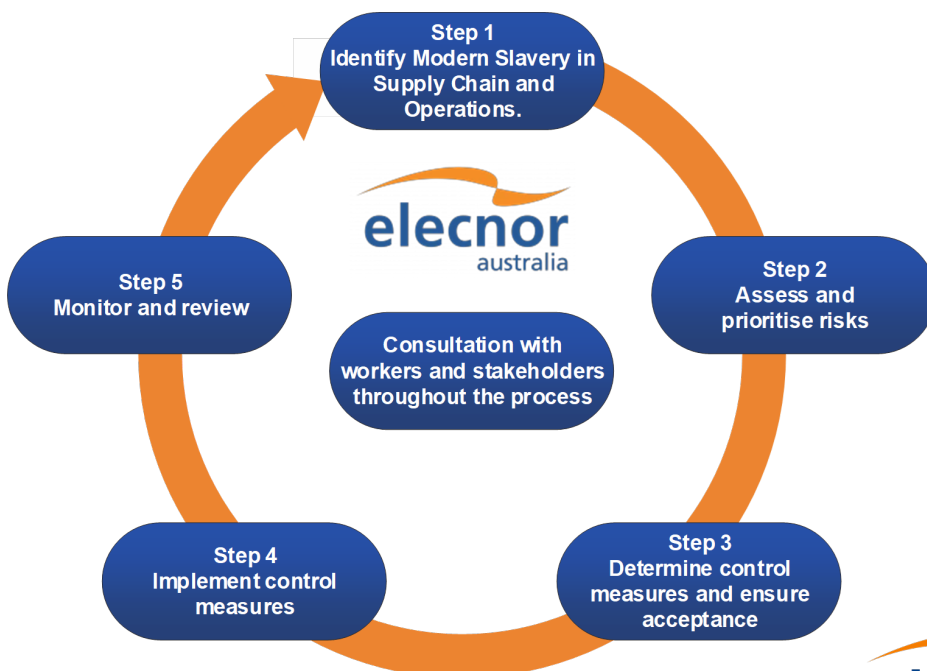 Step 1
Identify Modern Slavery in
Supply Chain and
Operations.
elecnor
australia
Step 5
Monitor and review
Step 2
Assess and
prioritise risks
Consultation with
workers and stakeholders
throughout the process
Step 4
Implement control
measures
Step 3
Determine control
measures and ensure
acceptance